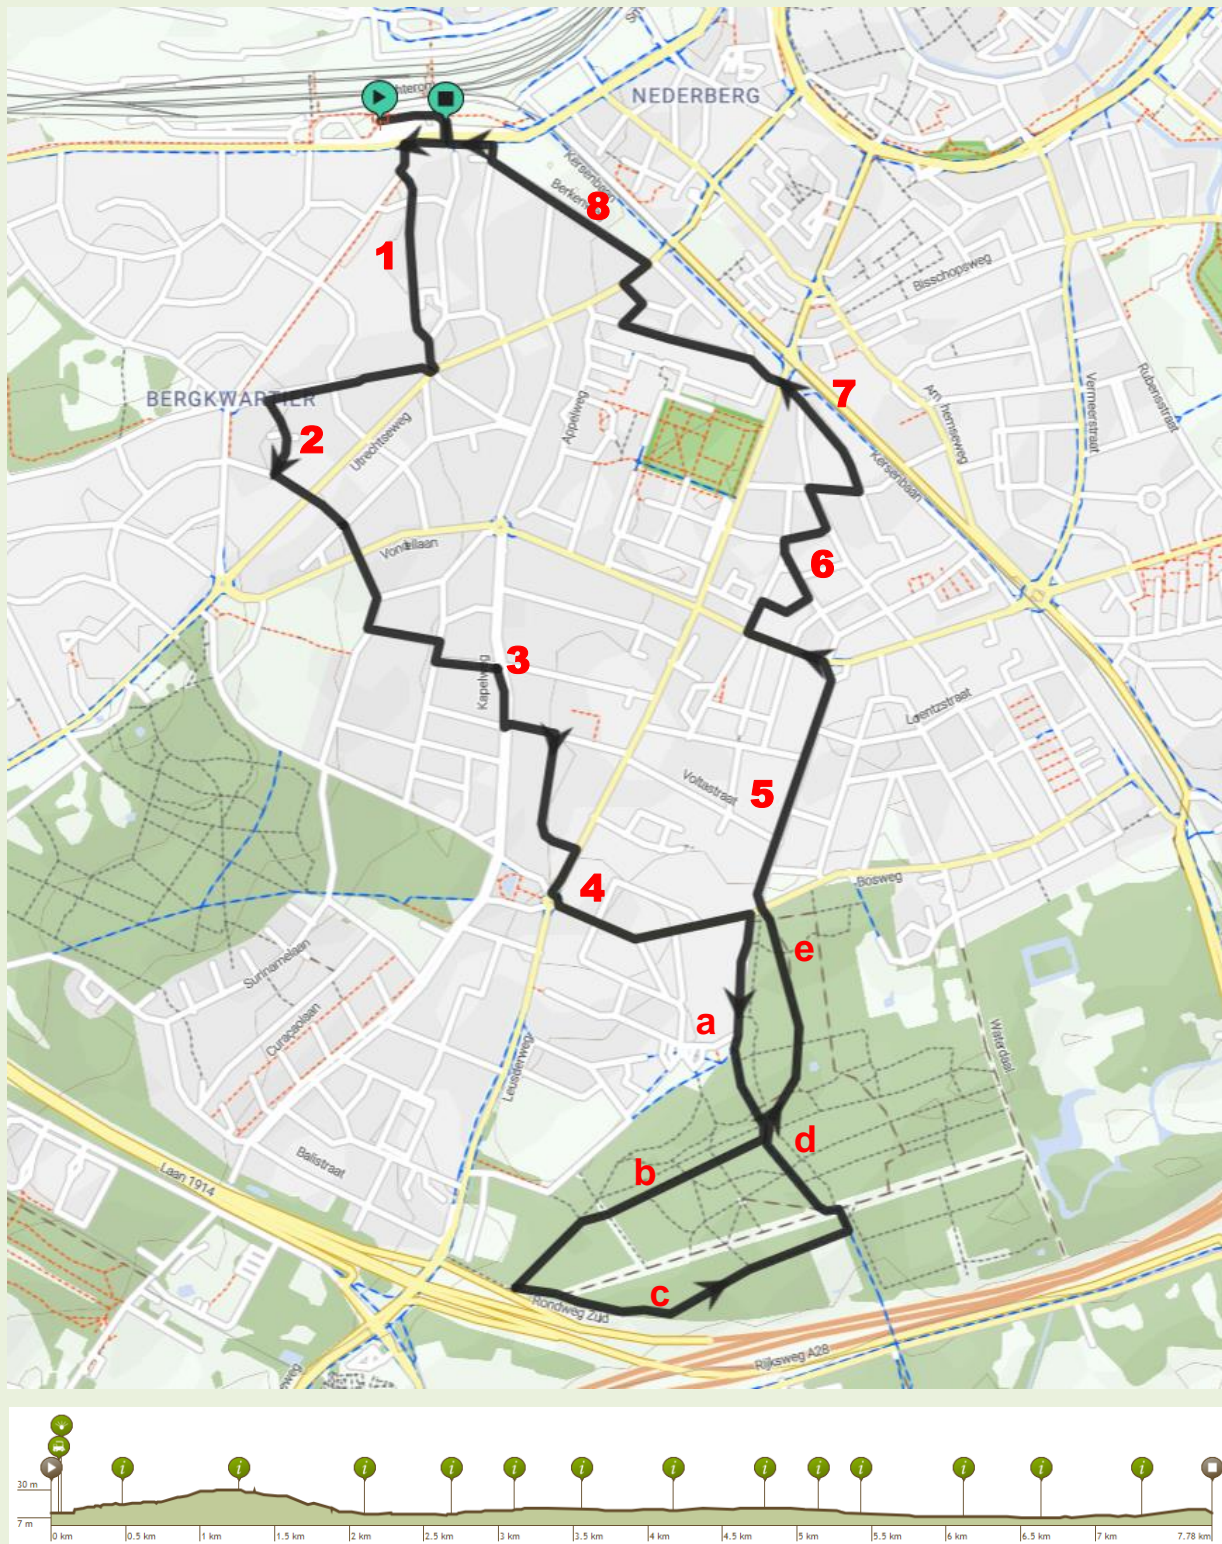 NEDERBERG
Kersenbaan
8
1
Bisschopsweg
Rubensstraat
Vermeerstraat
7
BERGKWARTIER
Appelweg
2
Utrechtseweg
Kersenbaan
Vondellaan
6
3
Kapelweg
Lorentzstraat
Voltastraat
5
4
Bosweg
e
Surinamelaan
a
Curaçaolaan
Waterdaal
Leusderweg
d
Balistraat
b
Laan 1914
c
Rondweg Zuid
Rijksweg A28
30 m
7 m
0 km 0.5 km 1 km 1.5 km 2 km 2.5 km 3 km 3.5 km 4 km 4.5 km 5 km 5.5 km 6 km 6.5 km 7 km 7.78 km